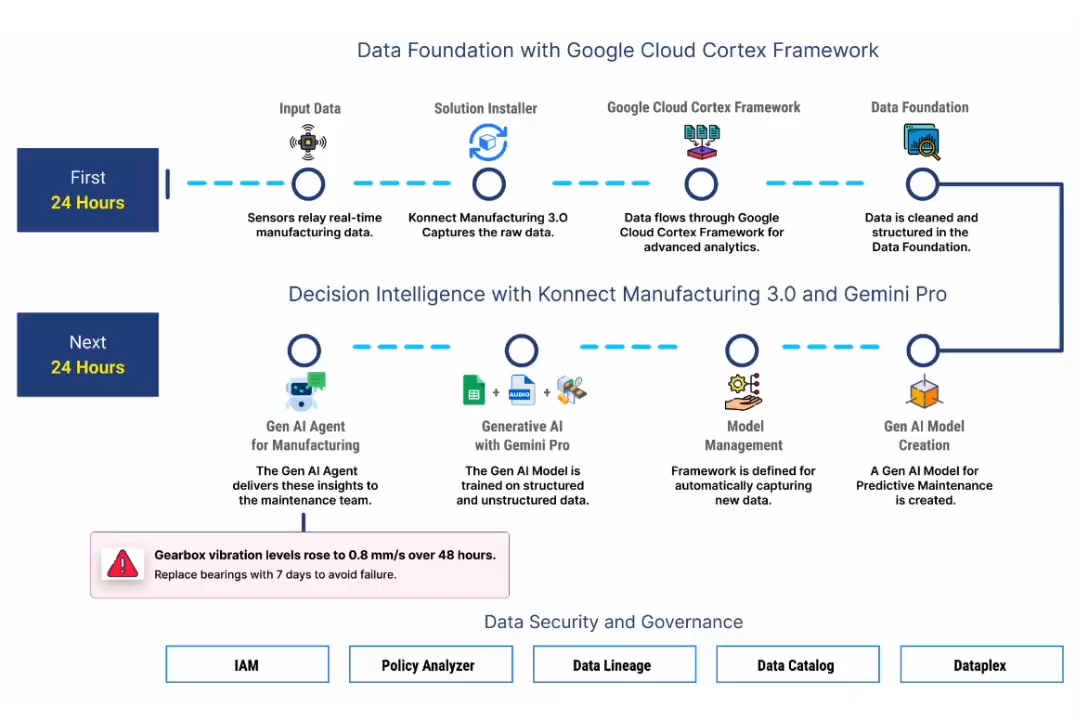 Data Foundation with Google Cloud Cortex Framework
Input Data
Solution Installer
Google Cloud Cortex Framework
Data Foundation
First
24 Hours
Sensors relay real-time
manufacturing data.
Konnect Manufacturing 3.O
Captures the raw data.
Data flows through Google
Cloud Cortex Framework for
advanced analytics.
Data is cleaned and
structured in the
Data Foundation.
Decision Intelligence with Konnect Manufacturing 3.0 and Gemini Pro
Next
24 Hours
+
AUDIO
+
Gen AI Agent
for Manufacturing
The Gen AI Agent
delivers these insights to
the maintenance team.
Generative AI
with Gemini Pro
The Gen AI Model is
trained on structured
and unstructured data.
Model
Management
Framework is defined for
automatically capturing
new data.
Gen AI Model
Creation
A Gen AI Model for
Predictive Maintenance
is created.
Gearbox vibration levels rose to 0.8 mm/s over 48 hours.
Replace bearings with 7 days to avoid failure.
Data Security and Governance
IAM
Policy Analyzer
Data Lineage
Data Catalog
Dataplex